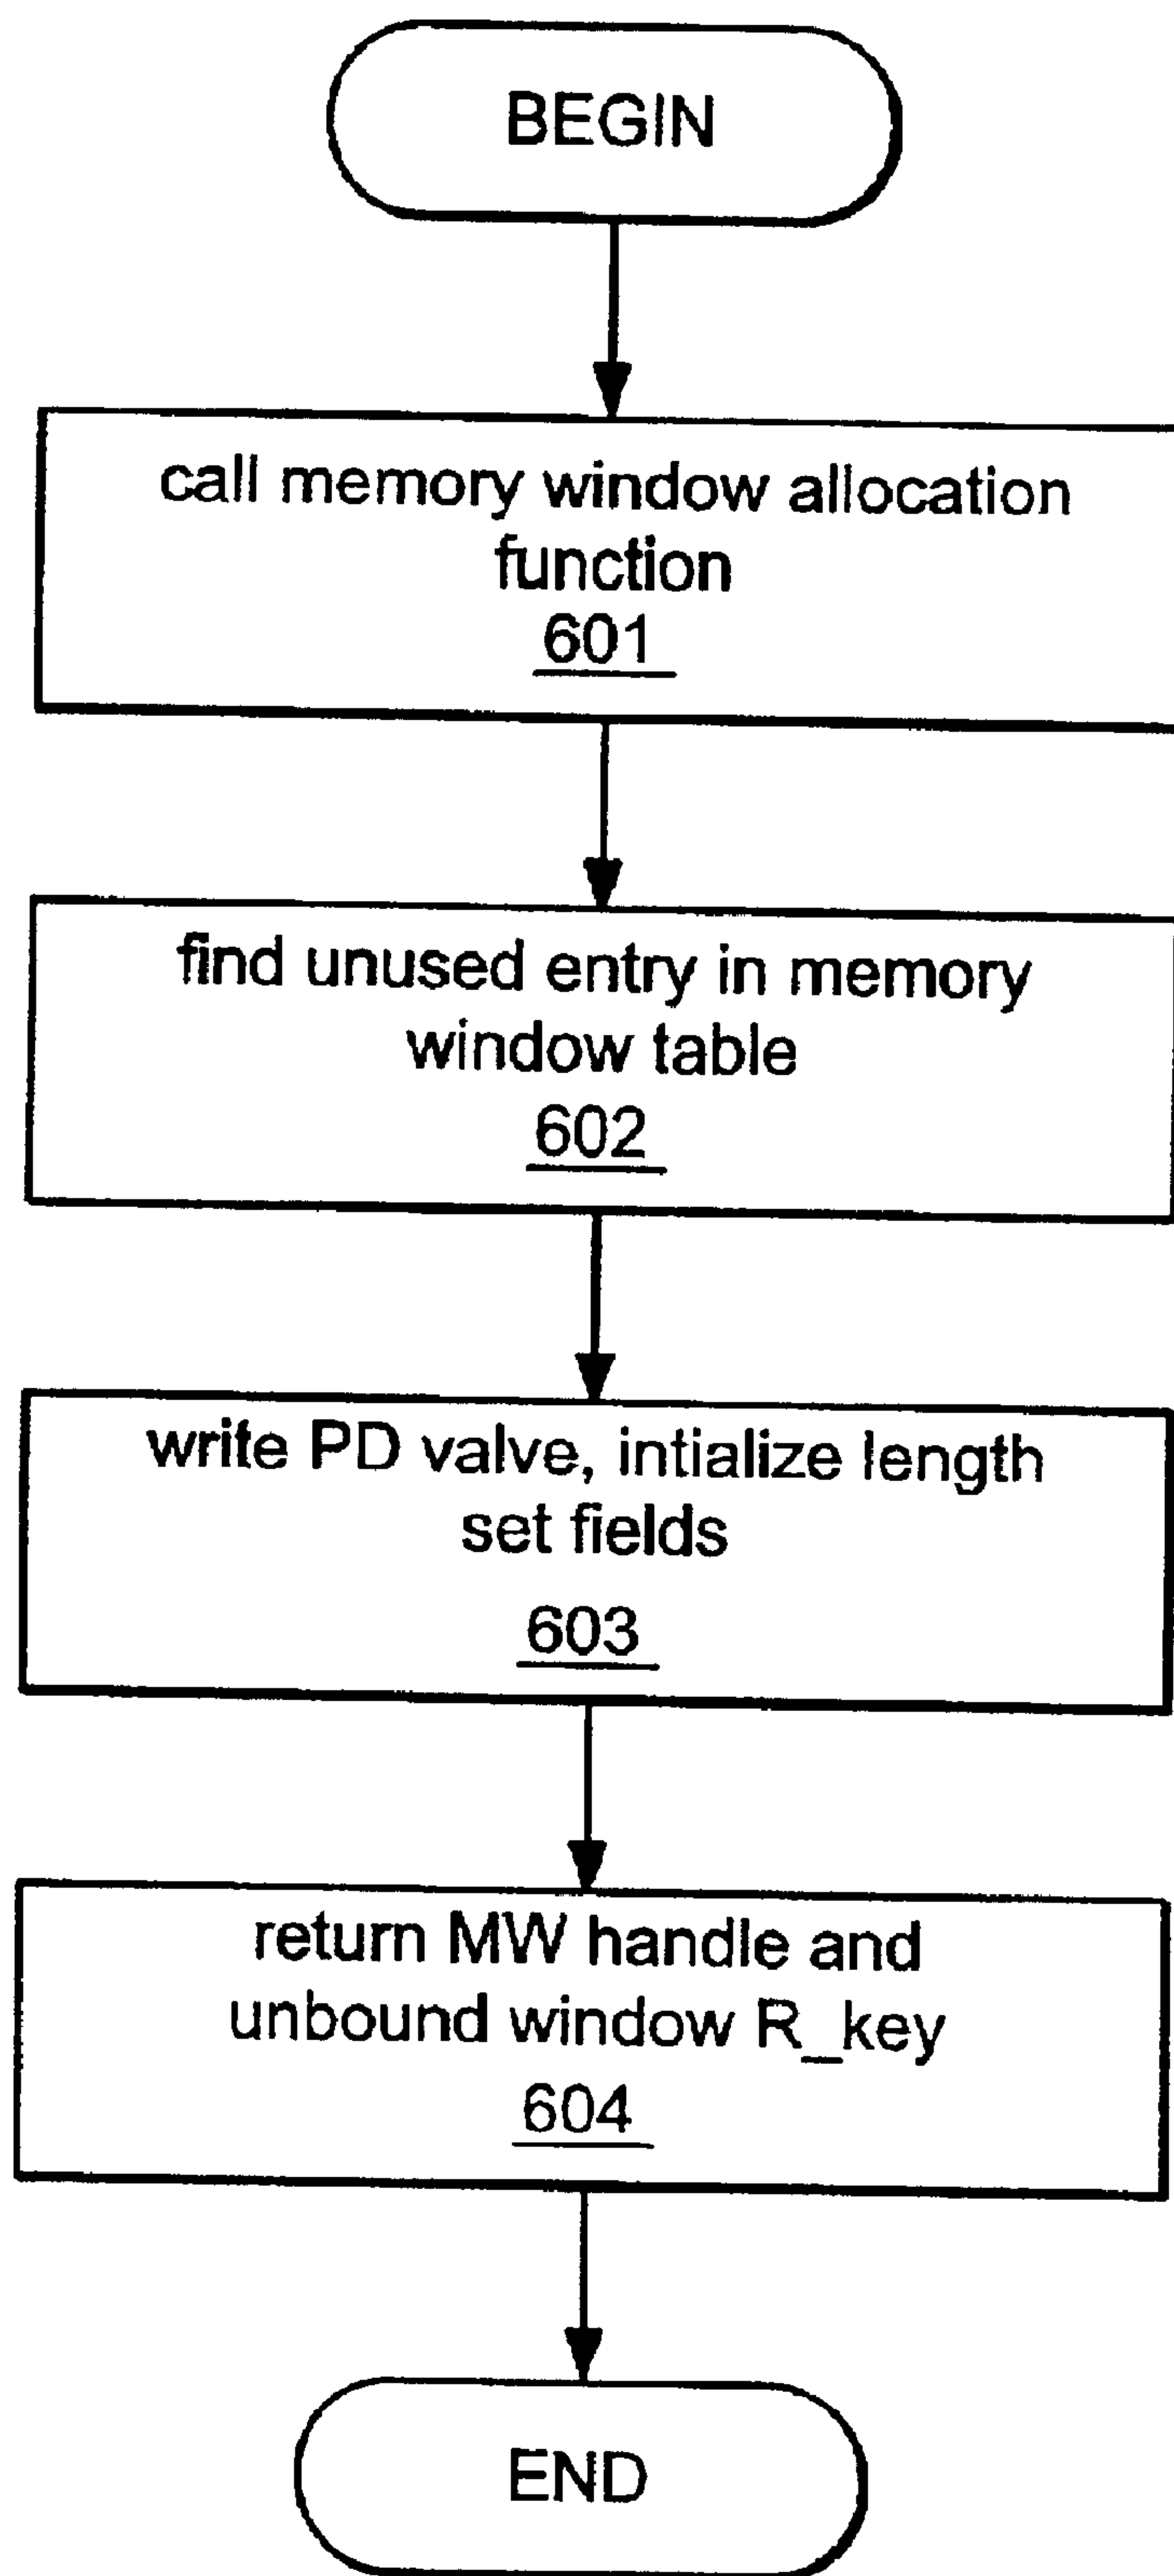 BEGIN
call memory window allocation
function
601
find unused entry in memory
window table
602
write PD valve, intialize length
set fields
603
return MW handle and
unbound window R_key
604
END